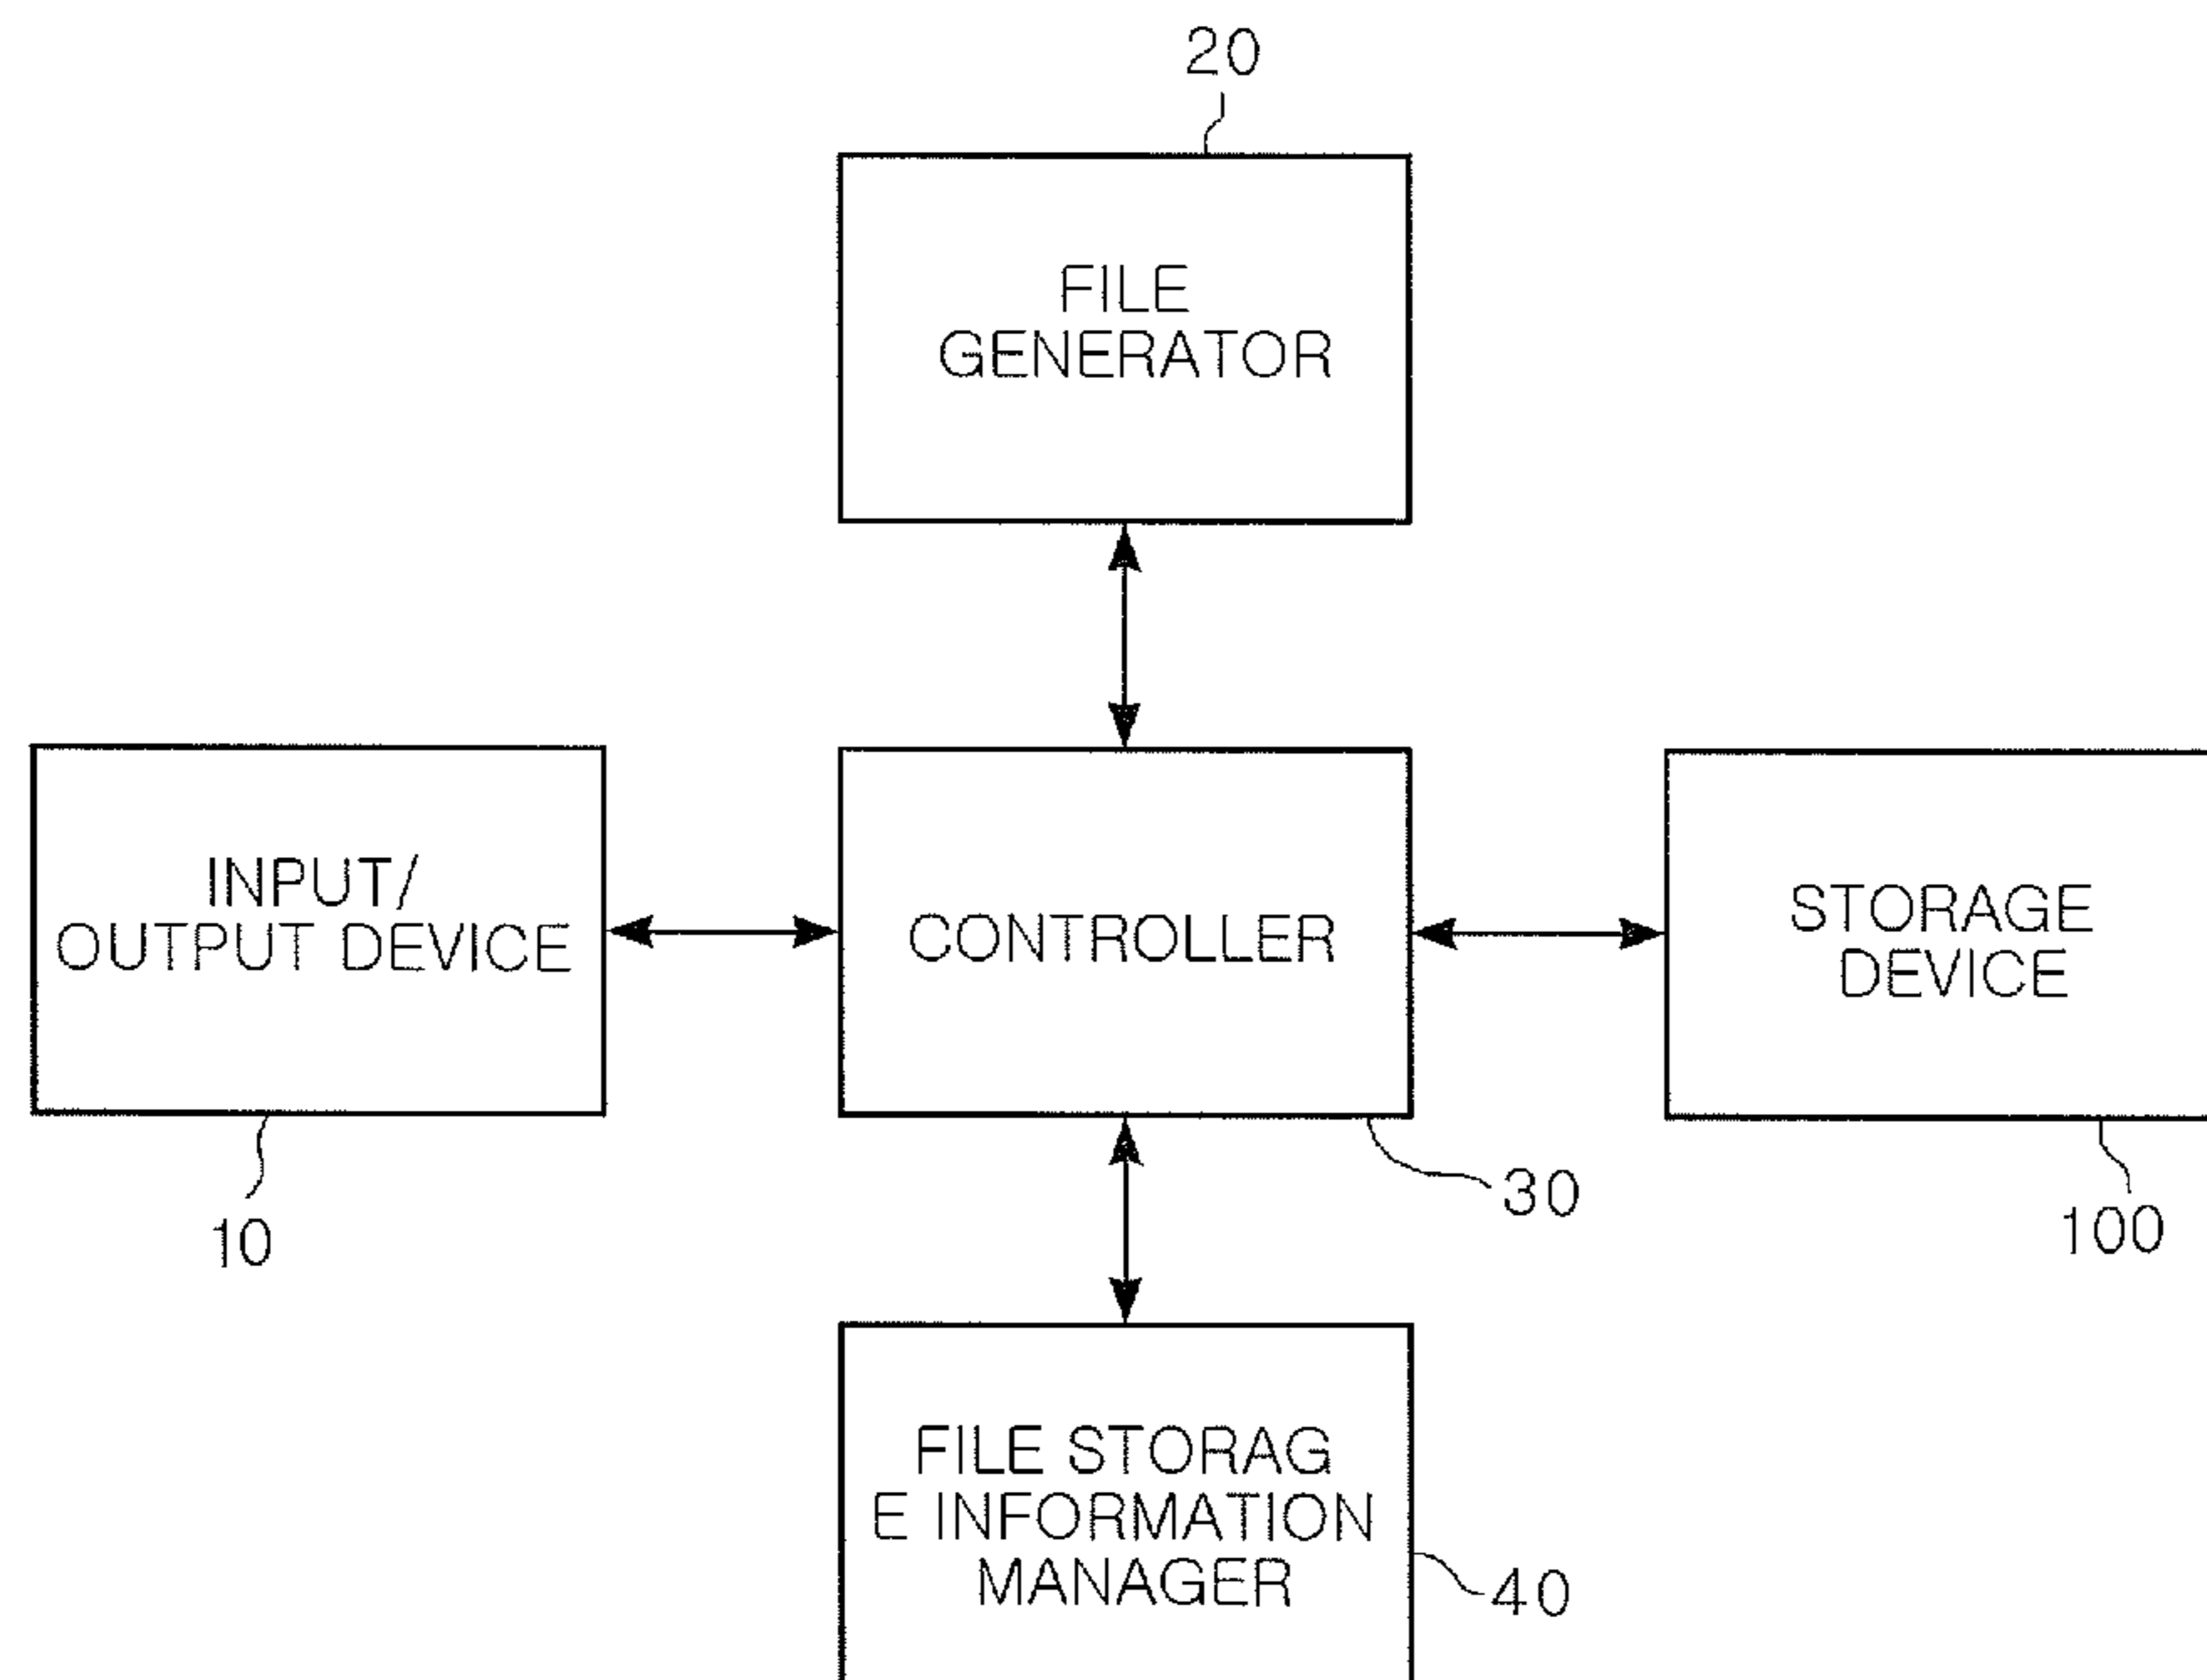 20
FILE
GENERATOR
INPUT/
OUTPUT DEVICE
CONTROLLER
STORAGE
DEVICE
10
30
100
FILE STORAG
E INFORMATION
MANAGER
40